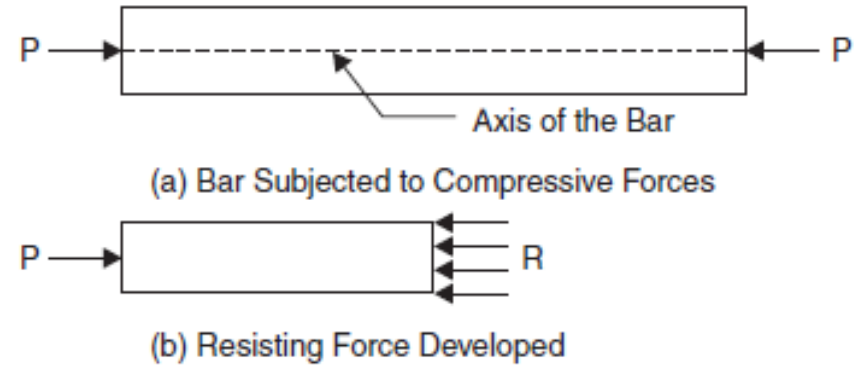 P P
Axis of the Bar
(a) Bar Subjected to Compressive Forces
P R
(b) Resisting Force Developed